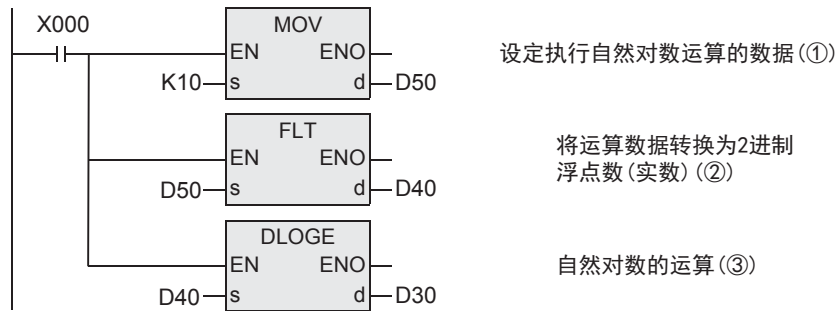 X000
MOV
EN ENO
K10 s d D50
设定执行自然对数运算的数据(①)
FLT
EN ENO
D50 s d D40
将运算数据转换为2进制
浮点数(实数)(②)
DLOGE
EN ENO
D40 s d D30
自然对数的运算(③)